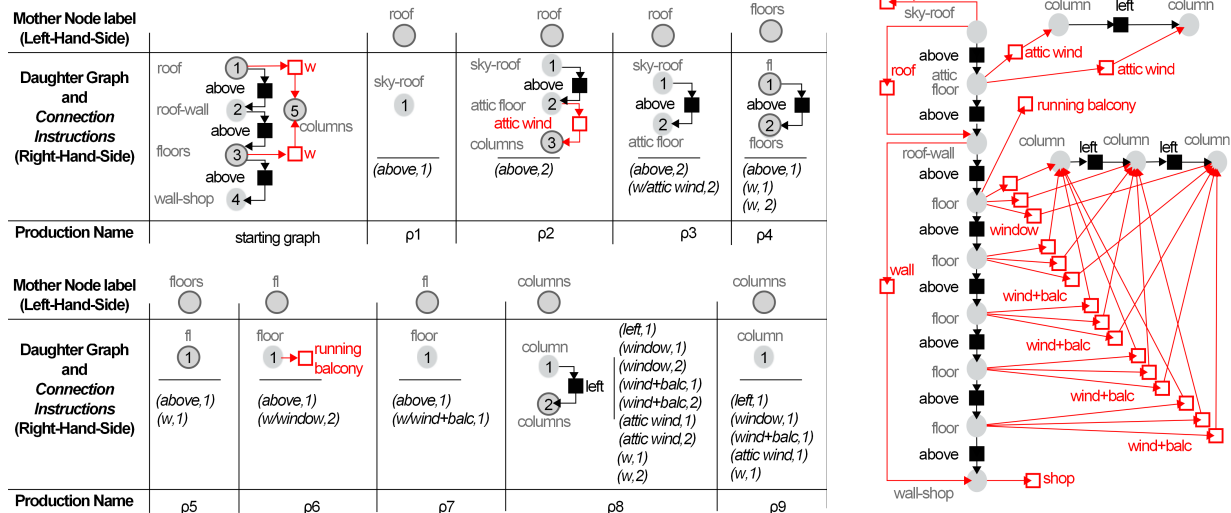 Mother Node label
(Left-Hand-Side)
roof
roof
roof
floors
Daughter Graph
and
Connection
Instructions
(Right-Hand-Side)
roof
1
w
above
roof-wall
2
5
columns
above
floors
3
w
above
wall-shop
4
sky-roof
1
(above,1)
sky-roof
1
above
attic floor
2
attic wind
columns
3
(above,2)
sky-roof
1
above
2
attic floor
(above,2)
(w/attic wind,2)
fl
1
above
2
floors
(above,1)
(w,1)
(w, 2)
Production Name
starting graph
ρ1
ρ2
ρ3
ρ4
Mother Node label
(Left-Hand-Side)
floors
fl
fl
columns
columns
Daughter Graph
and
Connection
Instructions
(Right-Hand-Side)
fl
1
(above,1)
(w,1)
floor
1
running
balcony
(above,1)
(w/window,2)
floor
1
(above,1)
(w/wind+balc,1)
column
1
left
2
columns
(left,1)
(window,1)
(window,2)
(wind+balc,1)
(wind+balc,2)
(attic wind,1)
(attic wind,2)
(w,1)
(w,2)
column
1
(left,1)
(window,1)
(wind+balc,1)
(attic wind,1)
(w,1)
Production Name
ρ5
ρ6
ρ7
ρ8
ρ9
sky-roof
column
left
column
above
attic wind
roof
attic
floor
attic wind
above
running balcony
roof-wall
column
left
column
left
column
above
floor
window
above
wall
floor
above
wind+balc
floor
above
wind+balc
floor
above
wind+balc
floor
above
wind+balc
wall-shop
shop